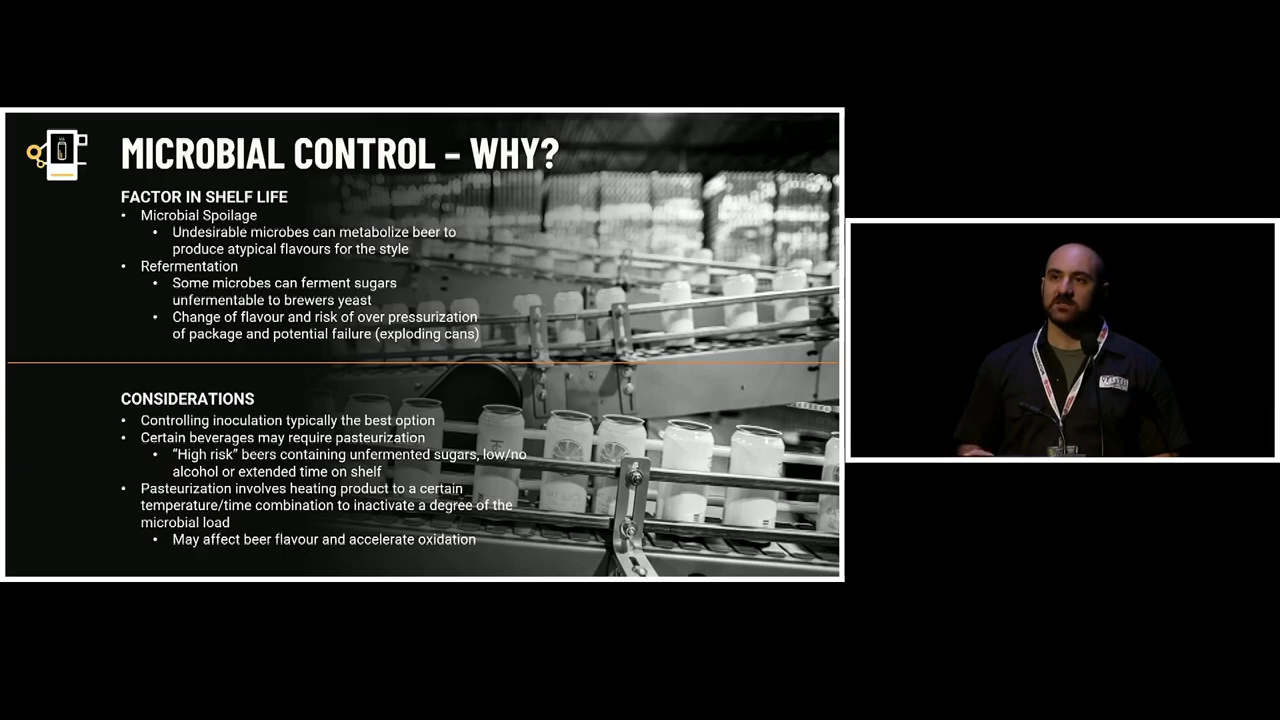 MICROBIAL CONTROL – WHY?
FACTOR IN SHELF LIFE
• Microbial Spoilage
• Undesirable microbes can metabolize beer to
produce atypical flavours for the style
• Refermentation
• Some microbes can ferment sugars
unfermentable to brewers yeast
• Change of flavour and risk of over pressurization
of package and potential failure (exploding cans)
CONSIDERATIONS
• Controlling inoculation typically the best option
• Certain beverages may require pasteurization
• “High risk” beers containing unfermented sugars, low/no
alcohol or extended time on shelf
• Pasteurization involves heating product to a certain
temperature/time combination to inactivate a degree of the
microbial load
• May affect beer flavour and accelerate oxidation